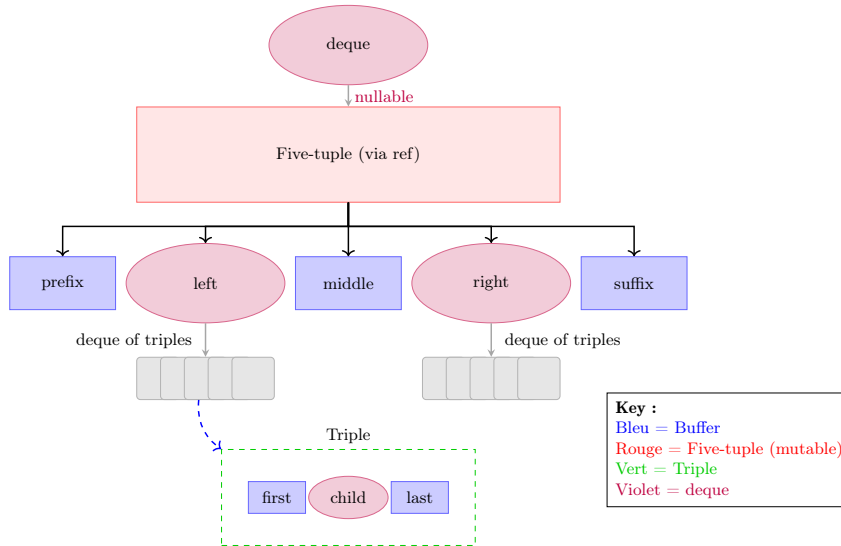 deque
nullable
Five-tuple (via ref)
prefix
left
middle
right
suffix
deque of triples
deque of triples
Triple
first
child
last
Key :
Bleu = Buffer
Rouge = Five-tuple (mutable)
Vert = Triple
Violet = deque